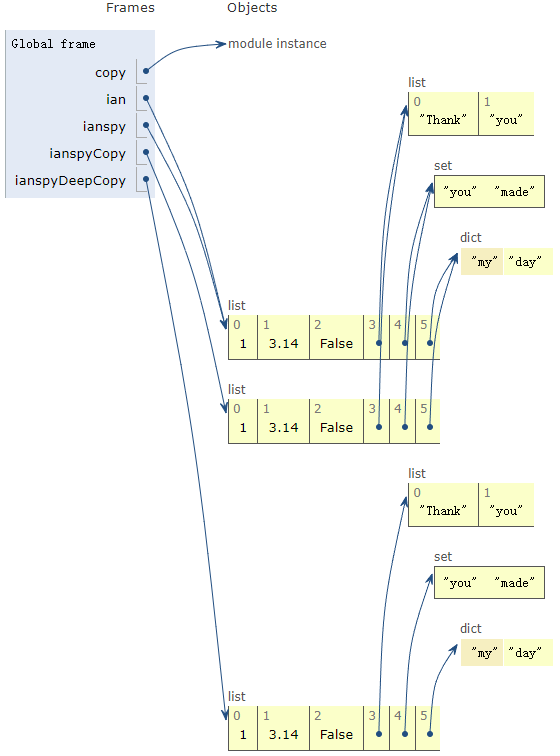 Frames Objects
Global frame
copy module instance
ian
ianspy
ianspyCopy
ianspyDeepCopy
list
0 1
"Thank" "you"
set
"you" "made"
dict
"my" "day"
list
0 1 2 3 4 5
1 3.14 False
list
0 1 2 3 4 5
1 3.14 False
list
0 1
"Thank" "you"
set
"you" "made"
dict
"my" "day"
list
0 1 2 3 4 5
1 3.14 False